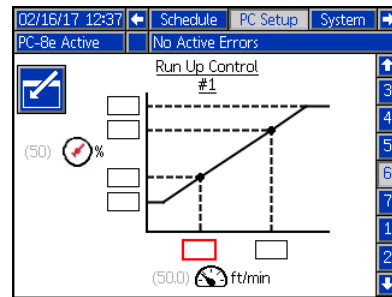 02/16/17 12:37 Schedule PC Setup System
PC-8e Active No Active Errors
Run Up Control
#1
3
4
(50) %
5
6
7
1
2
(50.0) ft/min